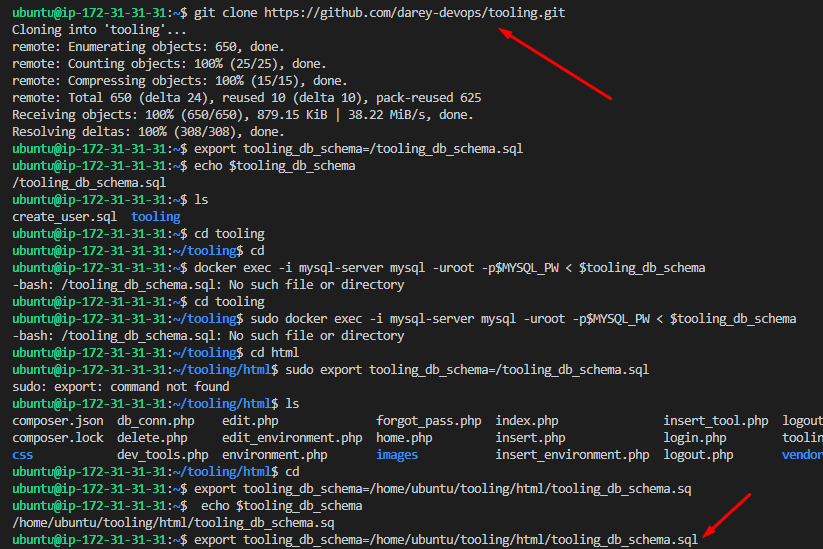 ubuntu@ip-172-31-31-31:~$ git clone https://github.com/darey-devops/tooling.git
Cloning into 'tooling'...
remote: Enumerating objects: 650, done.
remote: Counting objects: 100% (25/25), done.
remote: Compressing objects: 100% (15/15), done.
remote: Total 650 (delta 24), reused 10 (delta 10), pack-reused 625
Receiving objects: 100% (650/650), 879.15 KiB | 38.22 MiB/s, done.
Resolving deltas: 100% (308/308), done.
ubuntu@ip-172-31-31-31:~$ export tooling_db_schema=/tooling_db_schema.sql
ubuntu@ip-172-31-31-31:~$ echo $tooling_db_schema
/tooling_db_schema.sql
ubuntu@ip-172-31-31-31:~$ ls
create_user.sql  tooling
ubuntu@ip-172-31-31-31:~$ cd tooling
ubuntu@ip-172-31-31-31:~/tooling$ cd
ubuntu@ip-172-31-31-31:~$ docker exec -i mysql-server mysql -uroot -p$MYSQL_PW < $tooling_db_schema
-bash: /tooling_db_schema.sql: No such file or directory
ubuntu@ip-172-31-31-31:~$ cd tooling
ubuntu@ip-172-31-31-31:~/tooling$ sudo docker exec -i mysql-server mysql -uroot -p$MYSQL_PW < $tooling_db_schema
-bash: /tooling_db_schema.sql: No such file or directory
ubuntu@ip-172-31-31-31:~/tooling$ cd html
ubuntu@ip-172-31-31-31:~/tooling/html$ sudo export tooling_db_schema=/tooling_db_schema.sql
sudo: export: command not found
ubuntu@ip-172-31-31-31:~/tooling/html$ ls
composer.json  db_conn.php    edit.php              forgot_pass.php  index.php               insert_tool.php  logout
composer.lock  delete.php     edit_environment.php  home.php         insert.php              login.php        toolin
css            dev_tools.php  environment.php       images           insert_environment.php  logout.php       vendor
ubuntu@ip-172-31-31-31:~/tooling/html$ cd
ubuntu@ip-172-31-31-31:~$ export tooling_db_schema=/home/ubuntu/tooling/html/tooling_db_schema.sq
ubuntu@ip-172-31-31-31:~$  echo $tooling_db_schema
/home/ubuntu/tooling/html/tooling_db_schema.sq
ubuntu@ip-172-31-31-31:~$ export tooling_db_schema=/home/ubuntu/tooling/html/tooling_db_schema.sql